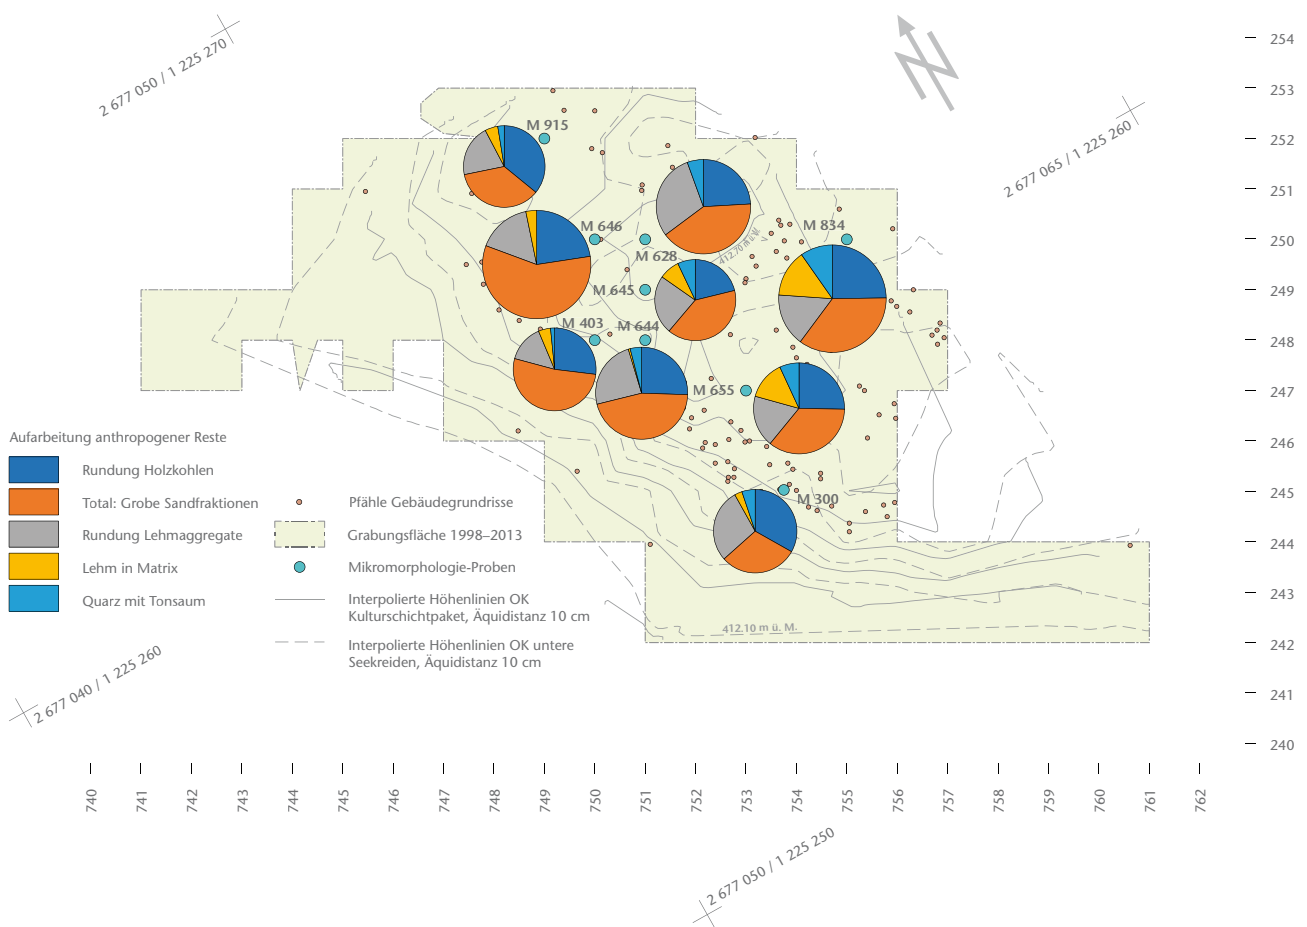 2 677 050 / 1 225 270
2 677 065 / 1 225 260
254
253
252
251
250
249
248
247
246
245
244
243
242
241
240
M 915
M 646
M 628
M 834
M 645
M 403
M 644
M 655
M 300
412.70 m ü. M.
412.10 m ü. M.
Aufarbeitung anthropogener Reste
Rundung Holzkohlen
Total: Grobe Sandfraktionen
Rundung Lehmaggregate
Lehm in Matrix
Quarz mit Tonsaum
Pfähle Gebäudegrundrisse
Grabungsfläche 1998–2013
Mikromorphologie-Proben
Interpolierte Höhenlinien OK
Kulturschichtpaket, Äquidistanz 10 cm
Interpolierte Höhenlinien OK untere
Seekreiden, Äquidistanz 10 cm
2 677 040 / 1 225 260
740
741
742
743
744
745
746
747
748
749
750
751
752
753
754
755
756
757
758
759
760
761
762
2 677 050 / 1 225 250